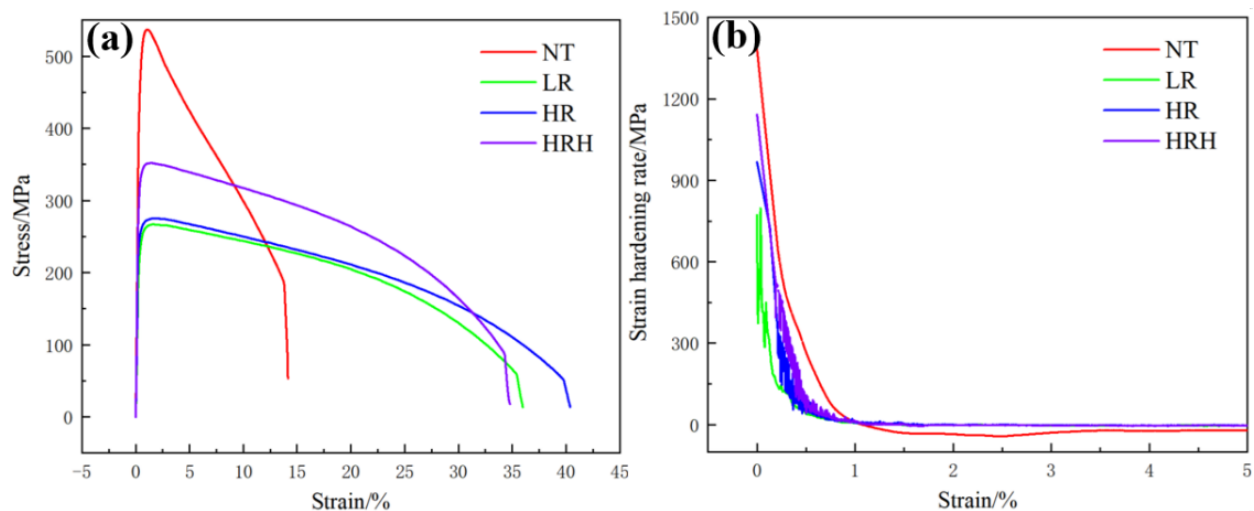 (a)
NT
LR
HR
HRH
Stress/MPa
500
400
300
200
100
0
-5
0
5
10
15
20
25
30
35
40
45
Strain/%
(b)
NT
LR
HR
HRH
Strain hardening rate/MPa
1500
1200
900
600
300
0
0
1
2
3
4
5
Strain/%